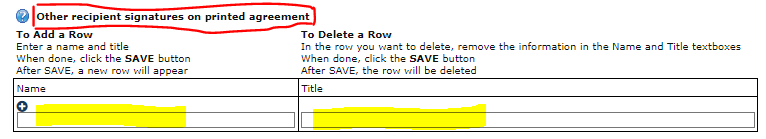 Other recipient signatures on printed agreement
To Add a Row
Enter a name and title
When done, click the SAVE button
After SAVE, a new row will appear
To Delete a Row
In the row you want to delete, remove the information in the Name and Title textboxes
When done, click the SAVE button
After SAVE, the row will be deleted
Name Title